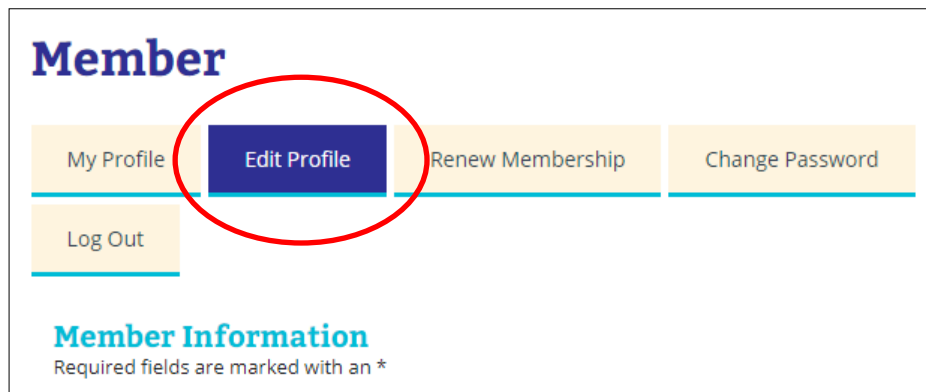 Member
My Profile Edit Profile Renew Membership Change Password
Log Out
Member Information
Required fields are marked with an *